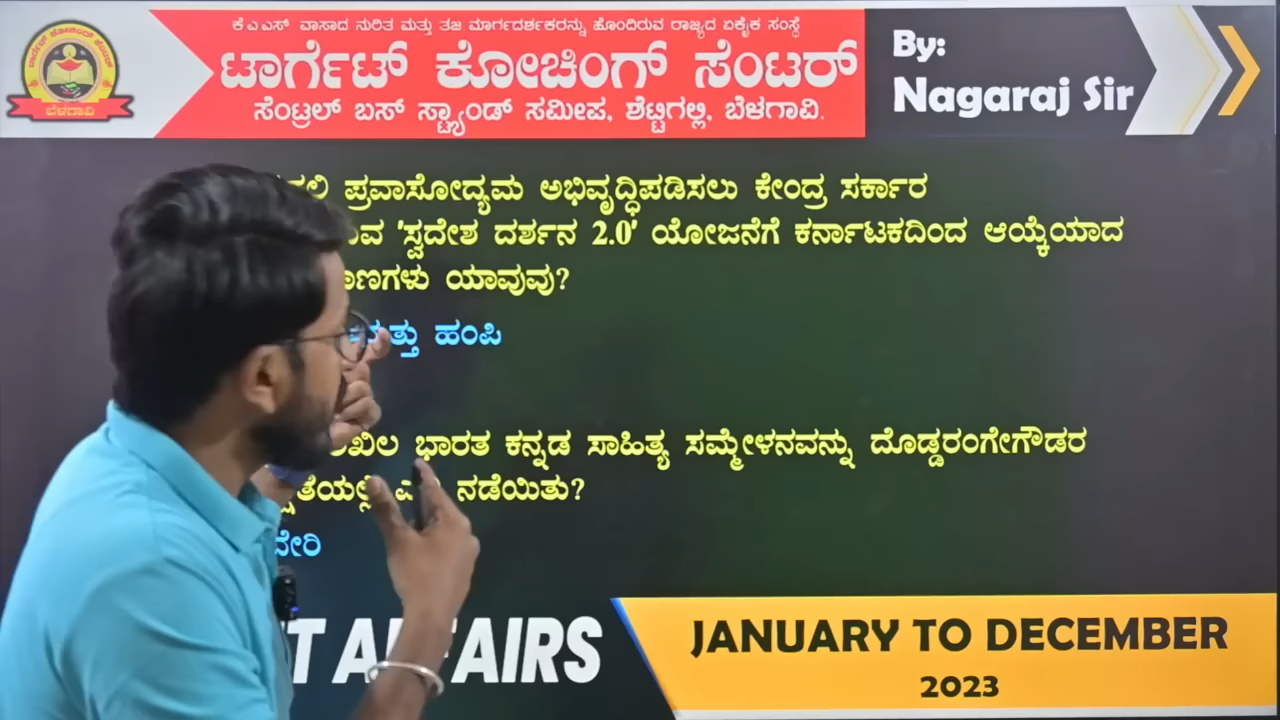 ಕೆ.ಎ.ಎಸ್ ವಾಸಾದ ನುರಿತ ಮತ್ತು ತಜ್ಞ ಮಾರ್ಗದರ್ಶಕರನ್ನು ಹೊಂದಿರುವ ರಾಜ್ಯದ ಏಕೈಕ ಸಂಸ್ಥೆ
ಟಾರ್ಗೆಟ್ ಕೋಚಿಂಗ್ ಸೆಂಟರ್
ಸೆಂಟ್ರಲ್ ಬಸ್ ಸ್ಟ್ಯಾಂಡ್ ಸಮೀಪ, ಶೆಟ್ಟಿಗಲ್ಲಿ, ಬೆಳಗಾವಿ.
ಬೆಳಗಾವಿ
By:
Nagaraj Sir
ಪ್ರವಾಸೋದ್ಯಮ ಅಭಿವೃದ್ಧಿಪಡಿಸಲು ಕೇಂದ್ರ ಸರ್ಕಾರ
'ಸ್ವದೇಶ ದರ್ಶನ 2.0' ಯೋಜನೆಗೆ ಕರ್ನಾಟಕದಿಂದ ಆಯ್ಕೆಯಾದ
ಯಾವುವು?
ಹಂಪಿ
ಭಾರತ ಕನ್ನಡ ಸಾಹಿತ್ಯ ಸಮ್ಮೇಳನವನ್ನು ದೊಡ್ಡರಂಗೇಗೌಡರ
ನಡೆಯಿತು?
JANUARY TO DECEMBER
2023